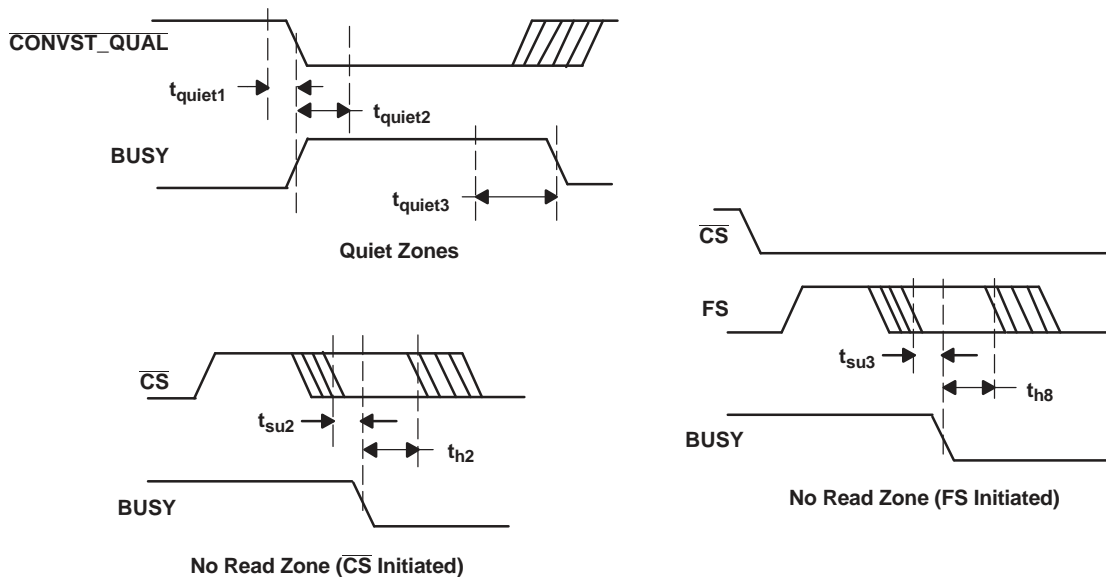 CONVST_QUAL
tquiet1
tquiet2
BUSY
tquiet3
Quiet Zones
CS
tsu2
th2
BUSY
No Read Zone (CS Initiated)
CS
FS
tsu3
th8
BUSY
No Read Zone (FS Initiated)